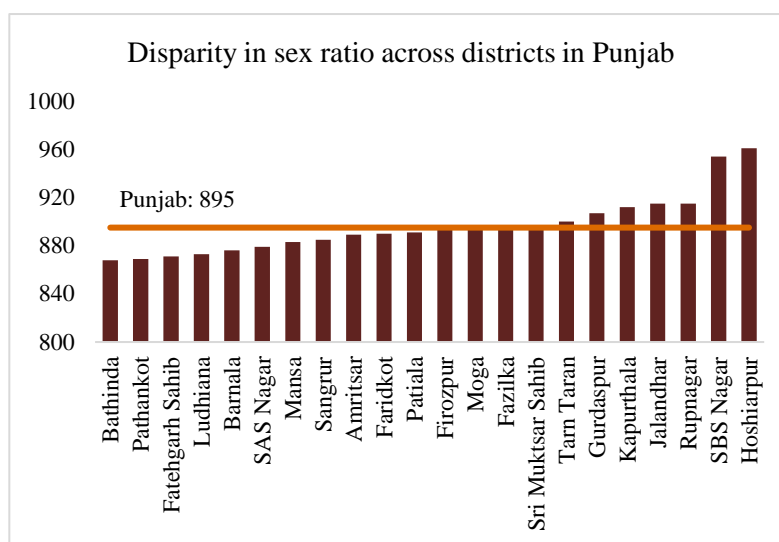 Disparity in sex ratio across districts in Punjab
1000
960
920
880
840
800
Punjab: 895
Bathinda
Pathankot
Fatehgarh Sahib
Ludhiana
Barnala
SAS Nagar
Mansa
Sangrur
Amritsar
Faridkot
Patiala
Firozpur
Moga
Fazilka
Sri Muktsar Sahib
Tarn Taran
Gurdaspur
Kapurthala
Jalandhar
Rupnagar
SBS Nagar
Hoshiarpur